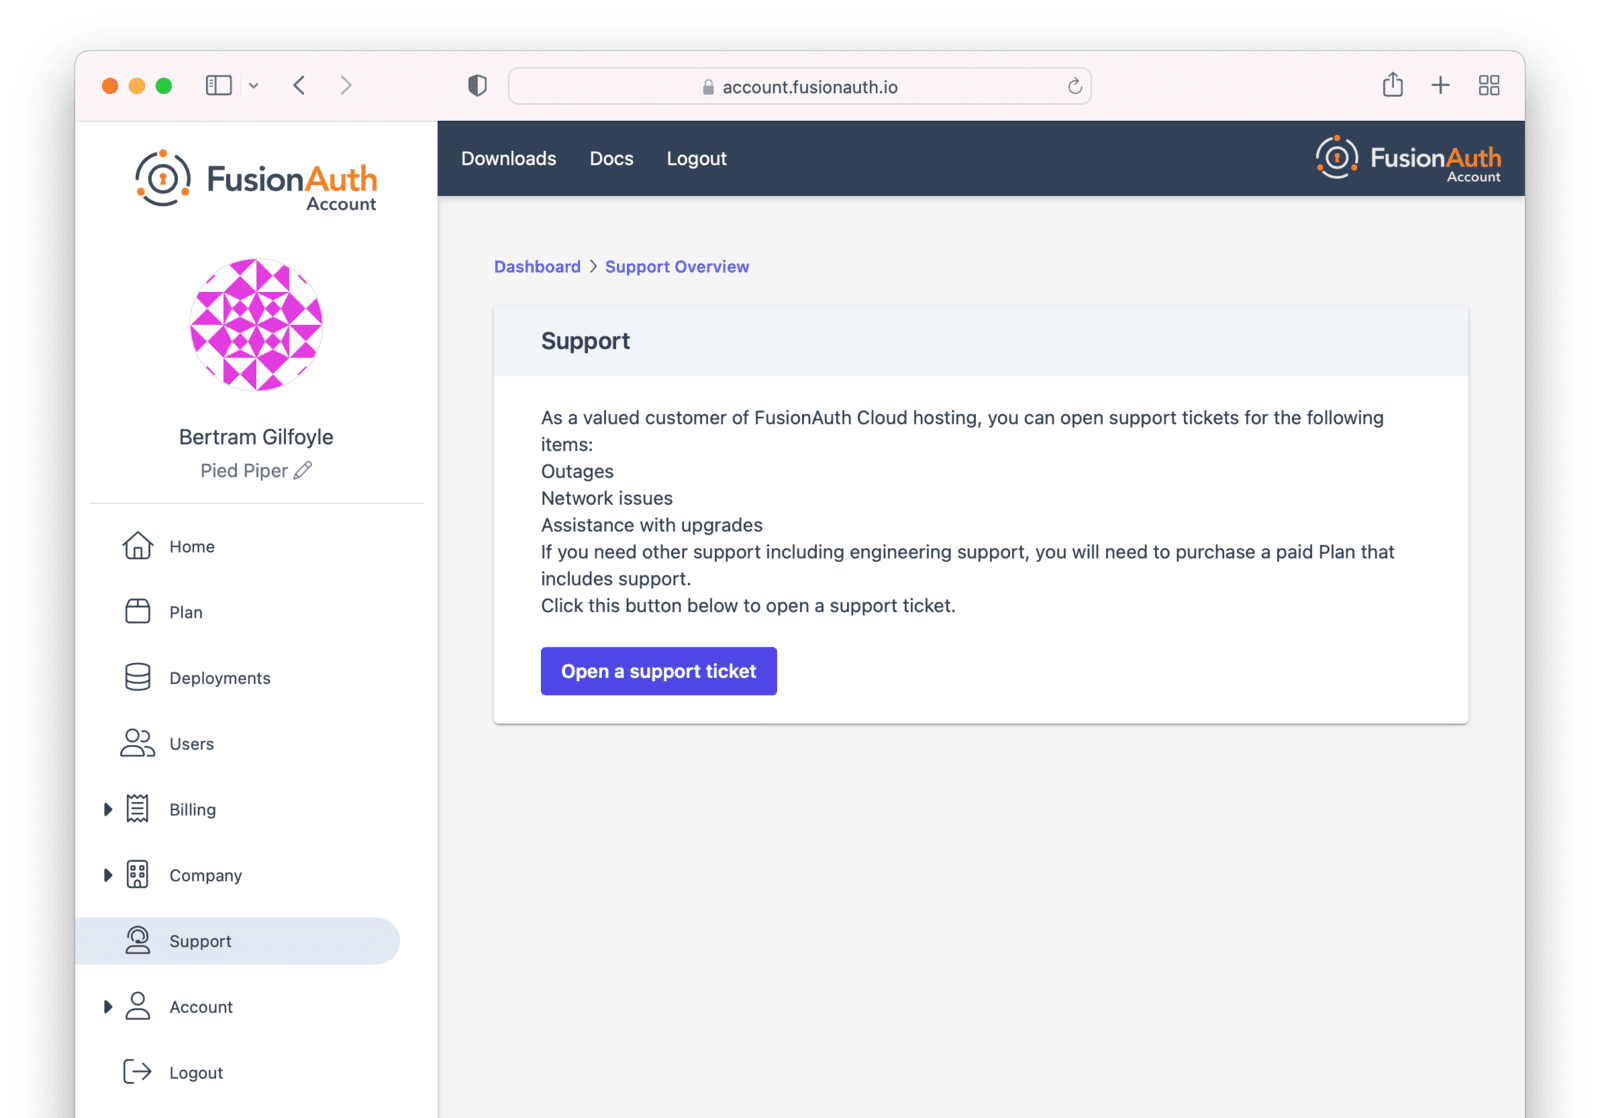 account.fusionauth.io
FusionAuth
Account
Downloads Docs Logout
FusionAuth
Account
Bertram Gilfoyle
Pied Piper
Home
Plan
Deployments
Users
Billing
Company
Support
Account
Logout
Dashboard > Support Overview
Support
As a valued customer of FusionAuth Cloud hosting, you can open support tickets for the following
items:
Outages
Network issues
Assistance with upgrades
If you need other support including engineering support, you will need to purchase a paid Plan that
includes support.
Click this button below to open a support ticket.
Open a support ticket